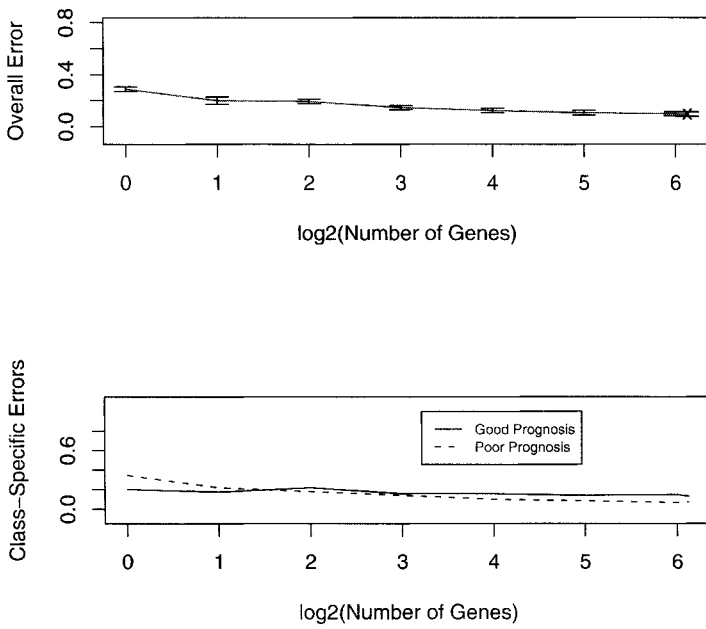 Overall Error
0.8
0.4
0.0
0 1 2 3 4 5 6
log2(Number of Genes)
Class-Specific Errors
0.6
0.0
Good Prognosis
Poor Prognosis
0 1 2 3 4 5 6
log2(Number of Genes)